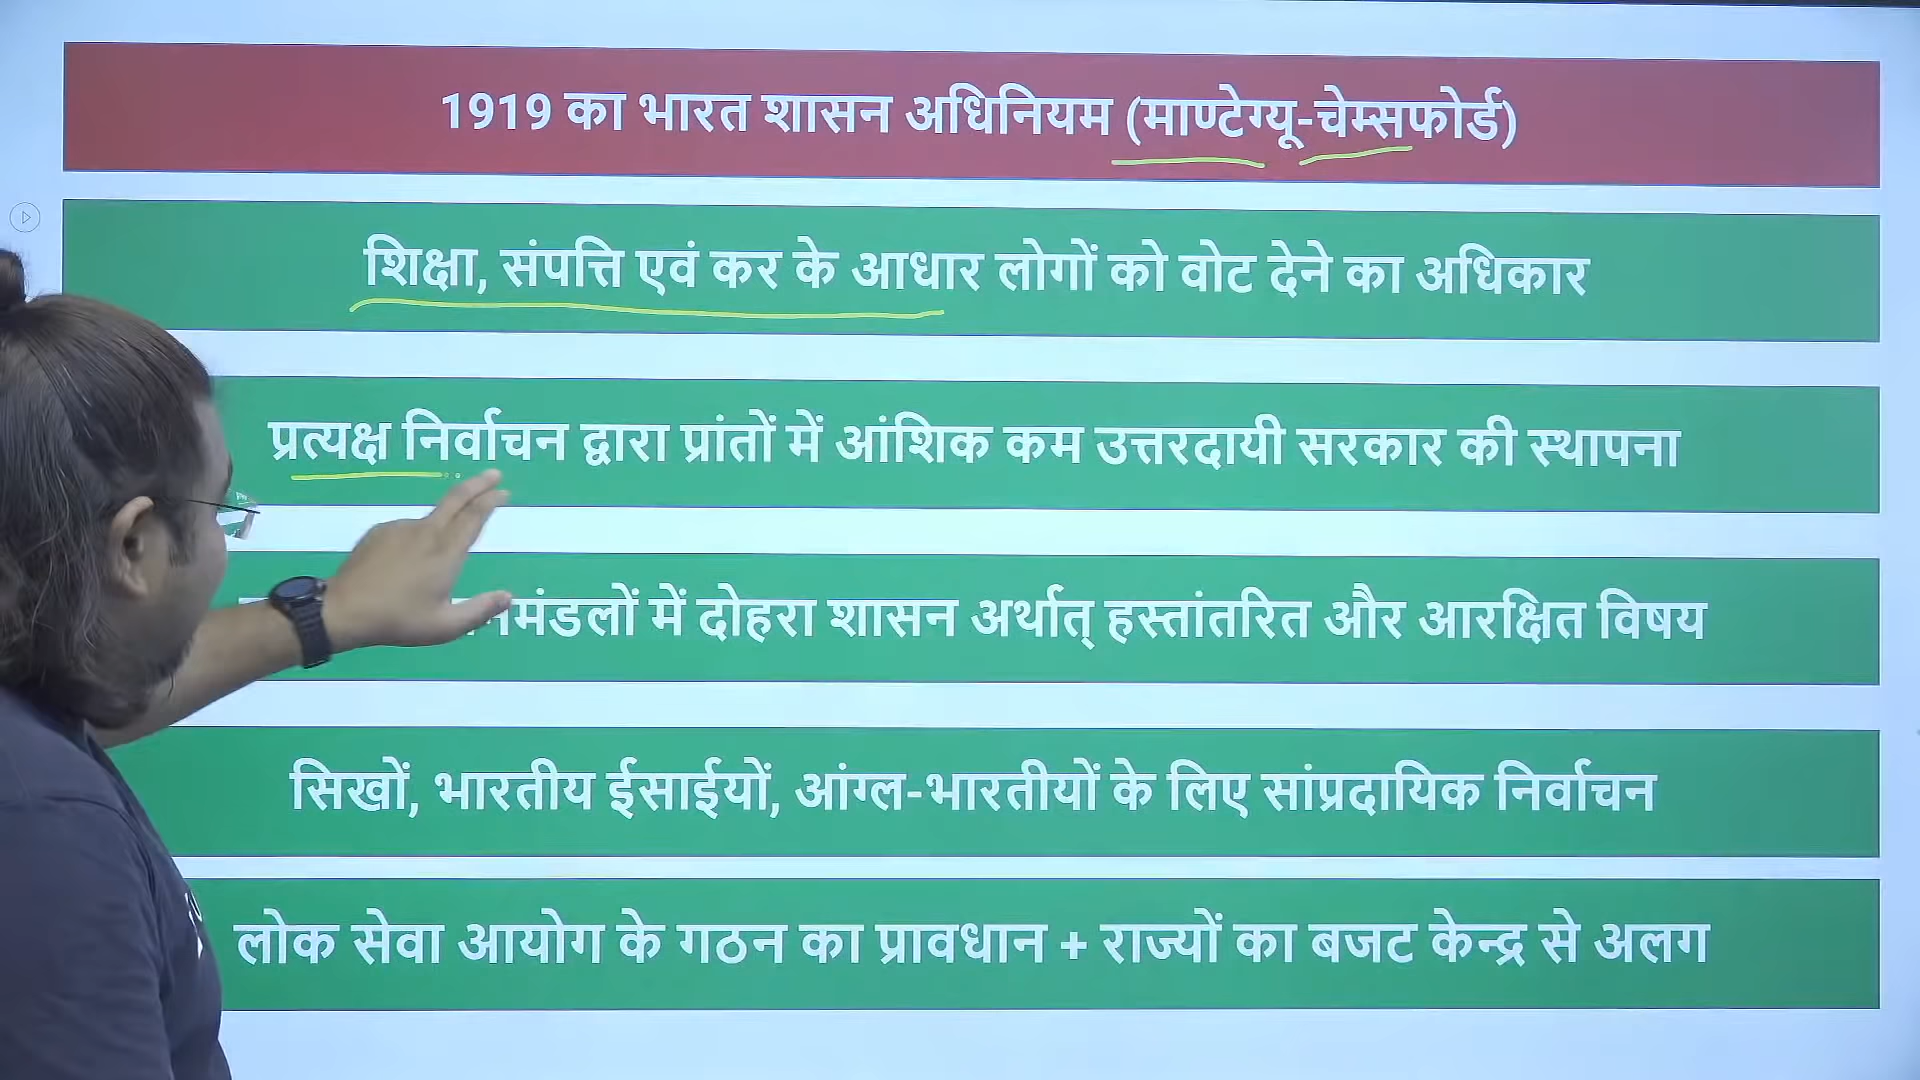 1919 का भारत शासन अधिनियम (माण्टेग्यू-चेम्सफोर्ड)
शिक्षा, संपत्ति एवं कर के आधार लोगों को वोट देने का अधिकार
प्रत्यक्ष निर्वाचन द्वारा प्रांतों में आंशिक कम उत्तरदायी सरकार की स्थापना
में दोहरा शासन अर्थात् हस्तांतरित और आरक्षित विषय
सिखों, भारतीय ईसाईयों, आंग्ल-भारतीयों के लिए सांप्रदायिक निर्वाचन
लोक सेवा आयोग के गठन का प्रावधान + राज्यों का बजट केन्द्र से अलग